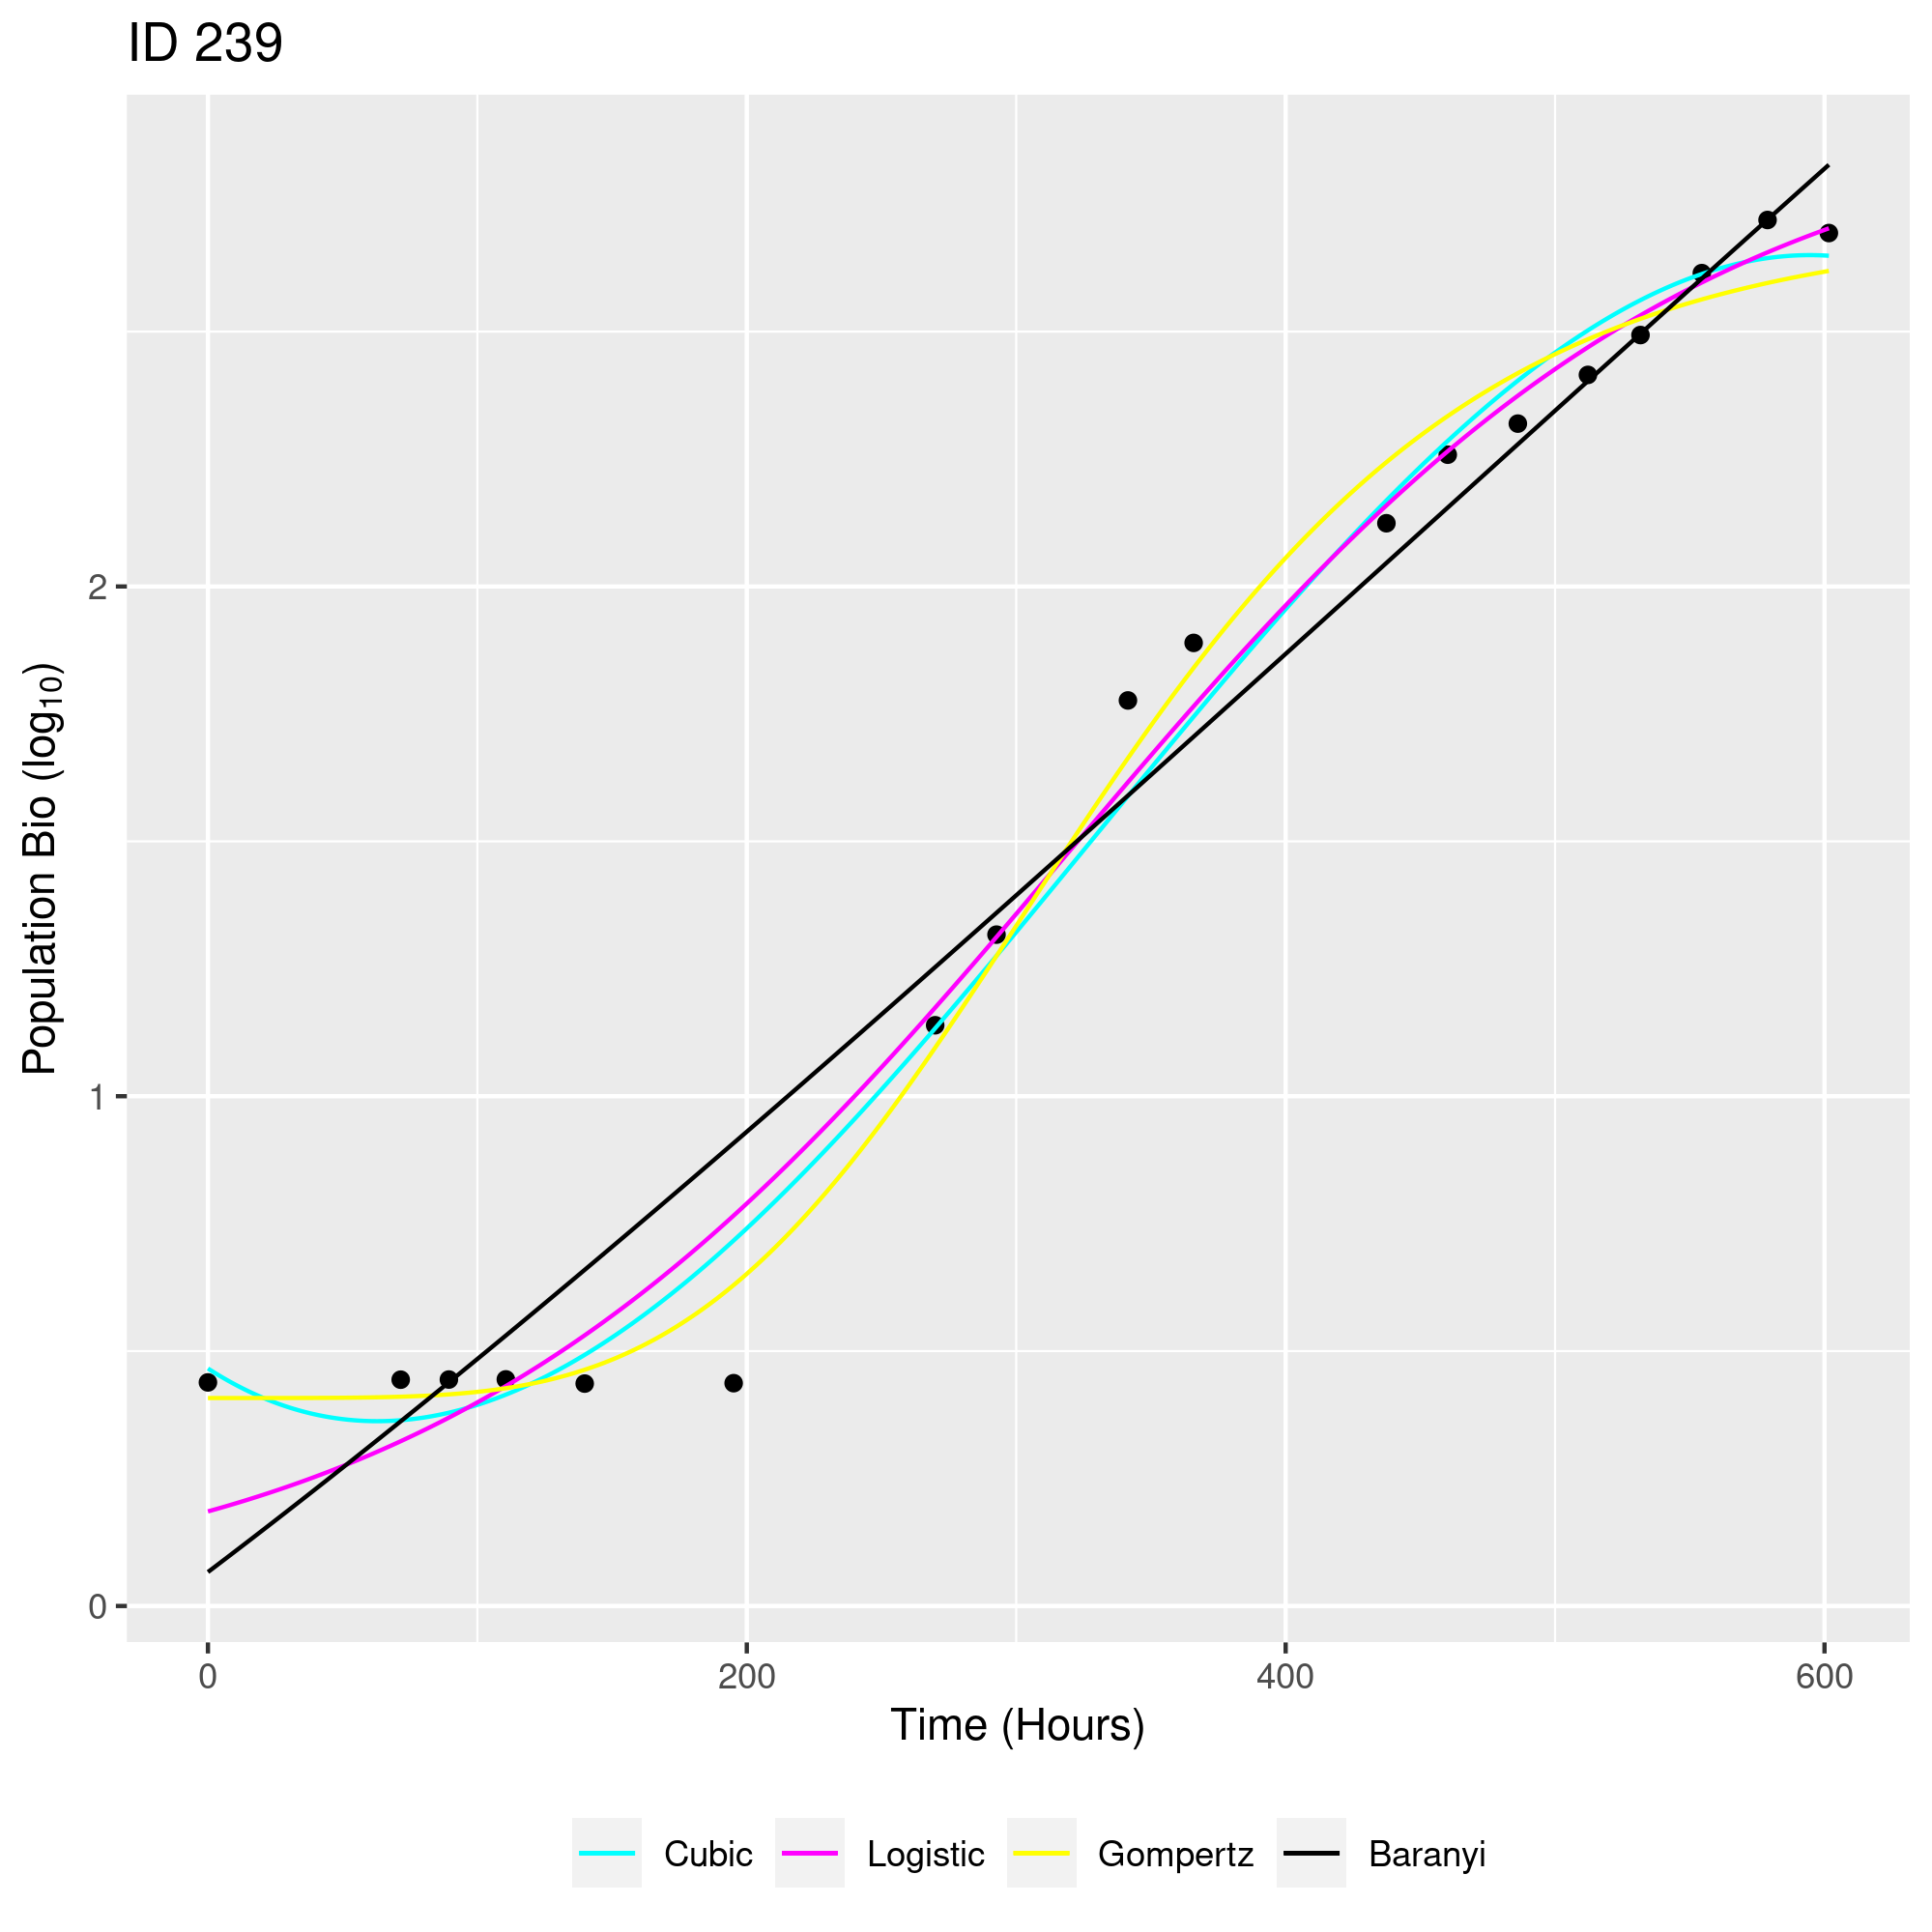 ID 239
Population Bio (log₁₀)
2
1
0
0 200 400 600
Time (Hours)
Cubic Logistic Gompertz Baranyi